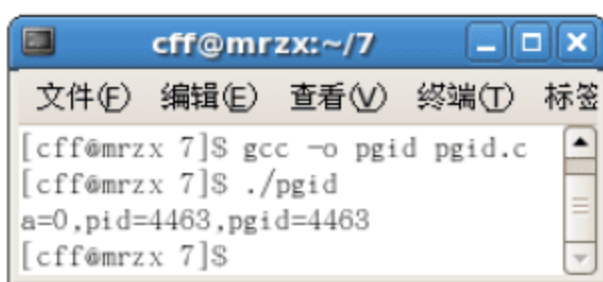 cff@mrzx:~/7
文件(F) 编辑(E) 查看(V) 终端(T) 标签
[cff@mrzx 7]$ gcc -o pgid pgid.c
[cff@mrzx 7]$ ./pgid
a=0,pid=4463,pgid=4463
[cff@mrzx 7]$